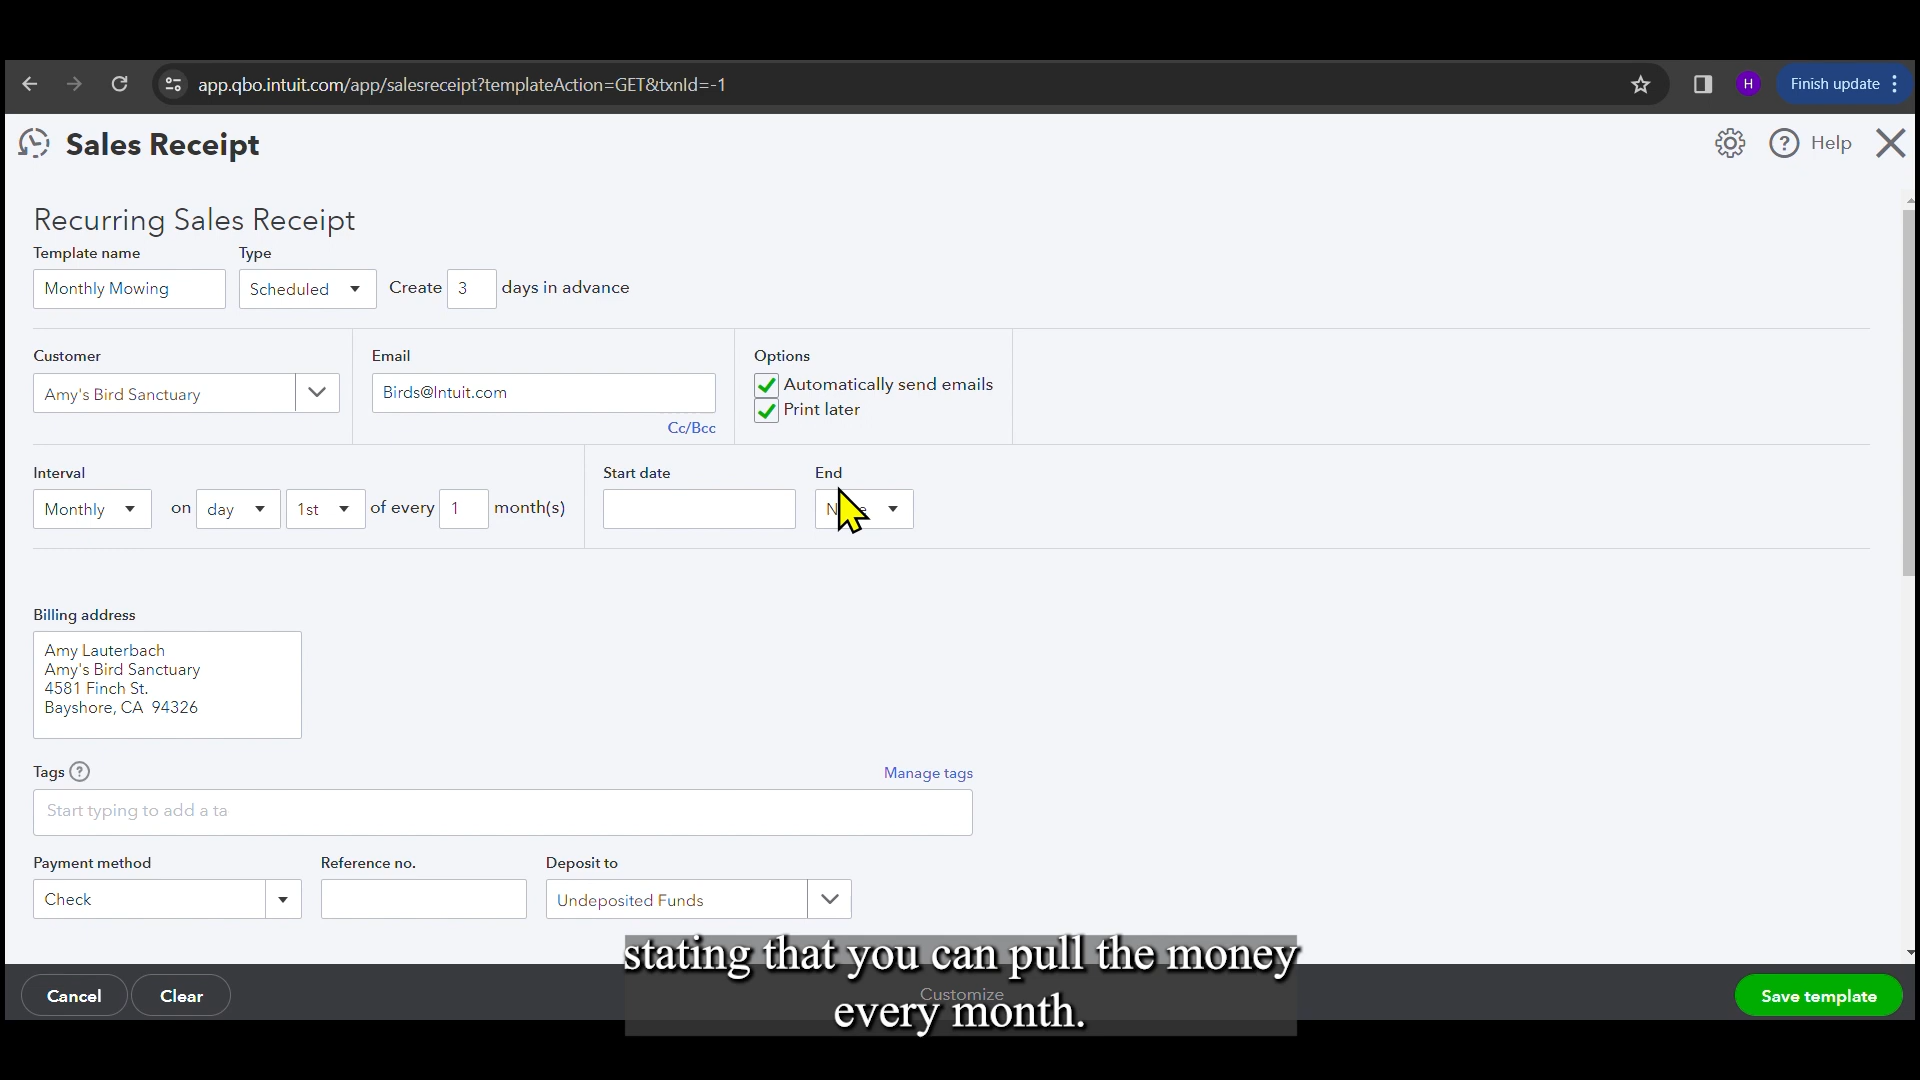 app.qbo.intuit.com/app/salesreceipt?templateAction=GET&txnId=-1
H
Finish update
Sales Receipt
Help
Recurring Sales Receipt
Template name
Type
Monthly Mowing
Scheduled
Create 3 days in advance
Customer
Email
Options
Amy's Bird Sanctuary
Birds@Intuit.com
Automatically send emails
Print later
Cc/Bcc
Interval
Start date
End
Monthly on day 1st of every 1 month(s)
Billing address
Amy Lauterbach
Amy's Bird Sanctuary
4581 Finch St.
Bayshore, CA 94326
Tags ?
Manage tags
Start typing to add a ta
Payment method
Reference no.
Deposit to
Check
Undeposited Funds
stating that you can pull the money
Cancel
Clear
Customize
Save template
every month.